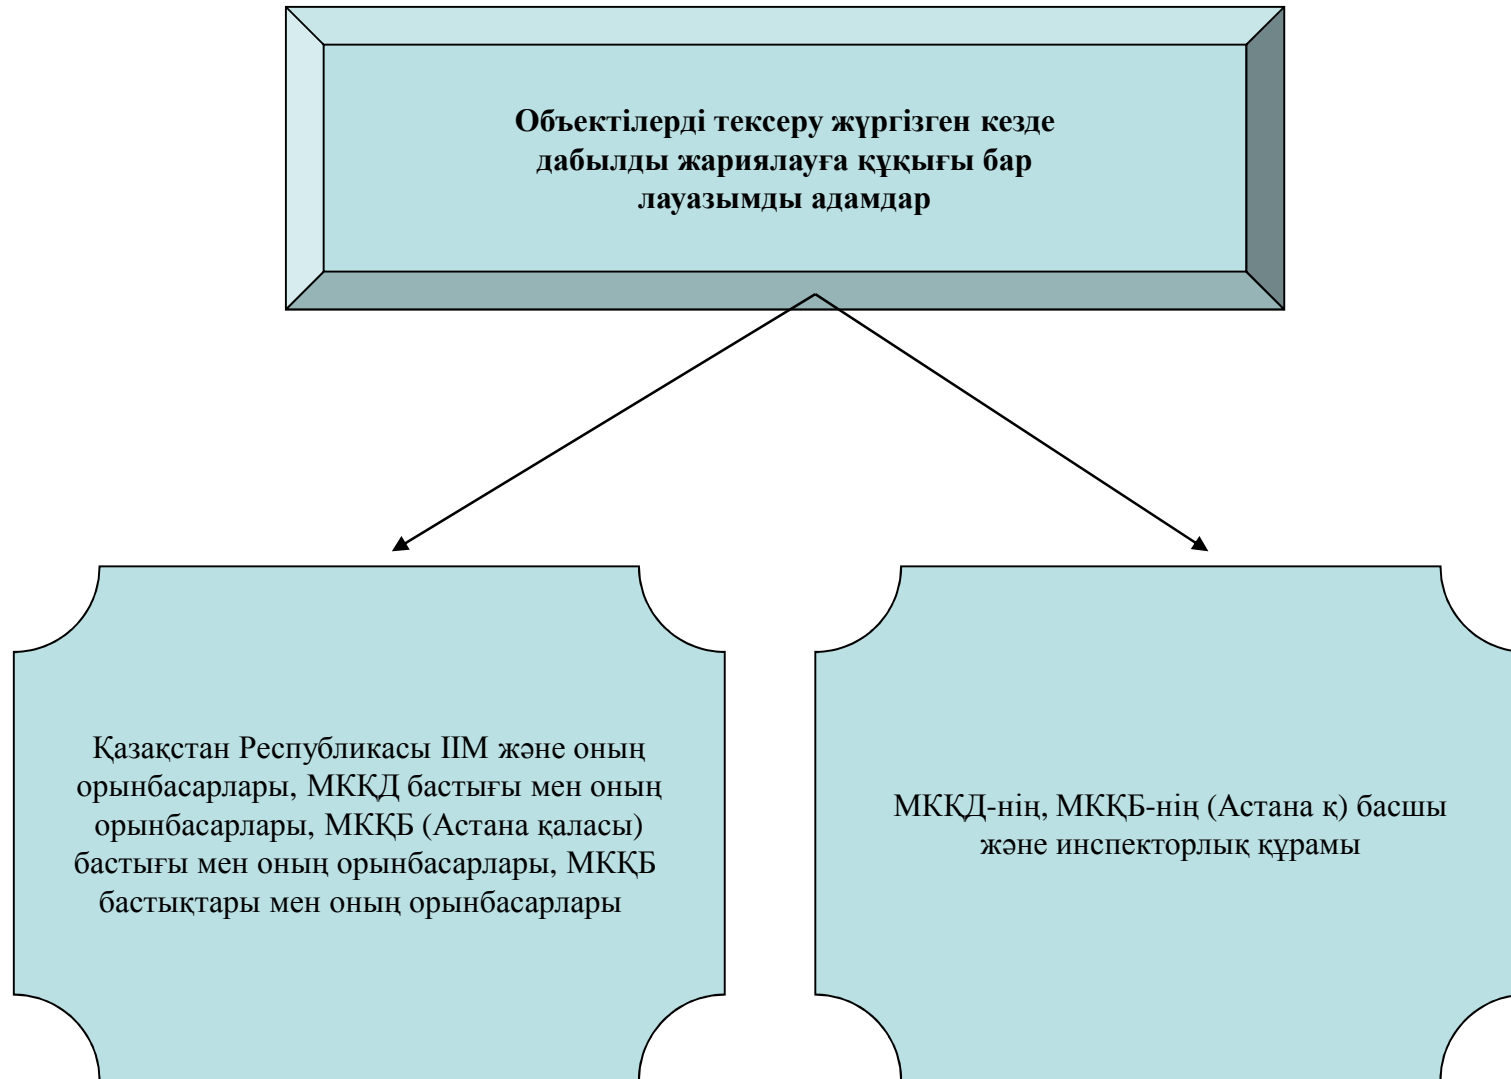 Объектілерді тексеру жүргізген кезде
дабылды жариялауға құқығы бар
лауазымды адамдар
Қазақстан Республикасы ІІМ және оның
орынбасарлары, МКҚД бастығы мен оның
орынбасарлары, МКҚБ (Астана қаласы)
бастығы мен оның орынбасарлары, МКҚБ
бастықтары мен оның орынбасарлары
МКҚД-нің, МКҚБ-нің (Астана қ) басшы
және инспекторлық құрамы